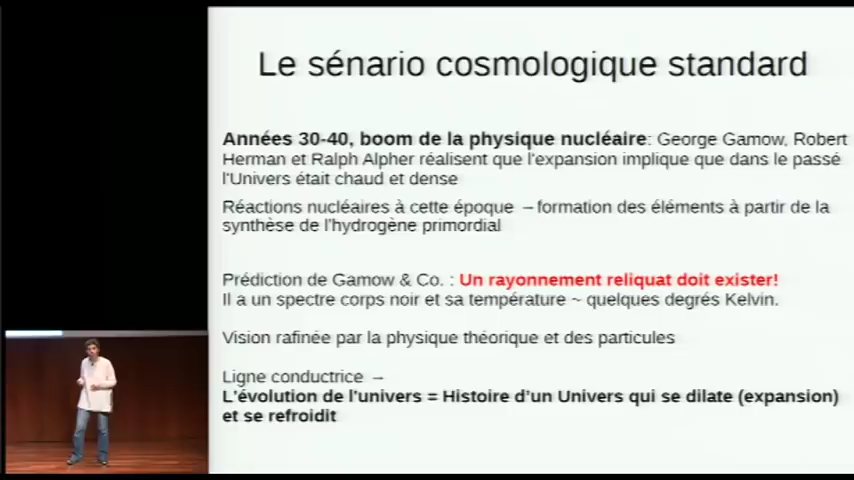 Le sénario cosmologique standard
Années 30-40, boom de la physique nucléaire: George Gamow, Robert
Herman et Ralph Alpher réalisent que l'expansion implique que dans le passé
l'Univers était chaud et dense
Réactions nucléaires à cette époque → formation des éléments à partir de la
synthèse de l'hydrogène primordial
Prédiction de Gamow & Co. : Un rayonnement reliquat doit exister!
Il a un spectre corps noir et sa température ~ quelques degrés Kelvin.
Vision rafinée par la physique théorique et des particules
Ligne conductrice →
L'évolution de l'univers = Histoire d'un Univers qui se dilate (expansion)
et se refroidit